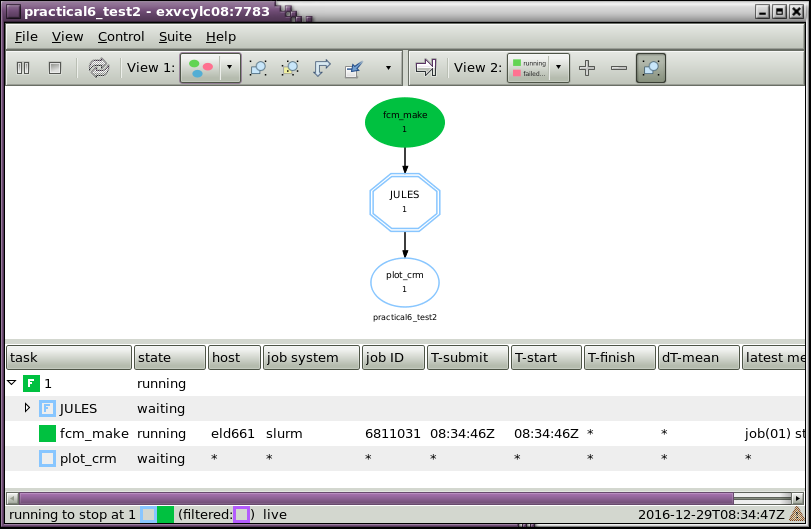 practical6_test2 - exvcylc08:7783
File View Control Suite Help
View 1: View 2: running failed...
fcm_make
1
JULES
1
plot_crm
1
practical6_test2
task state host job system job ID T-submit T-start T-finish dT-mean latest me
F 1 running
F JULES waiting
fcm_make running eld661 slurm 6811031 08:34:46Z 08:34:46Z * * job(01) st
plot_crm waiting * * * * * * * *
running to stop at 1 (filtered: ) live 2016-12-29T08:34:47Z